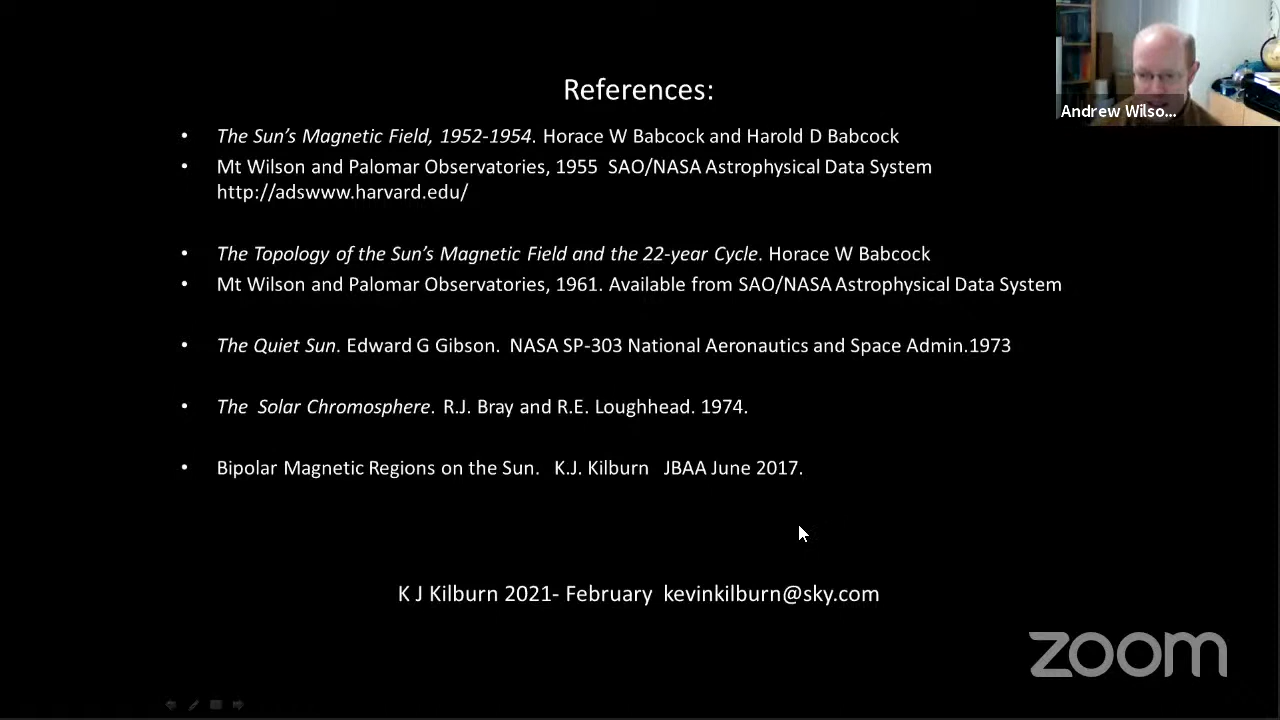 References:
Andrew Wilso...
• The Sun’s Magnetic Field, 1952-1954. Horace W Babcock and Harold D Babcock
• Mt Wilson and Palomar Observatories, 1955 SAO/NASA Astrophysical Data System
http://adswww.harvard.edu/
• The Topology of the Sun’s Magnetic Field and the 22-year Cycle. Horace W Babcock
• Mt Wilson and Palomar Observatories, 1961. Available from SAO/NASA Astrophysical Data System
• The Quiet Sun. Edward G Gibson. NASA SP-303 National Aeronautics and Space Admin.1973
• The Solar Chromosphere. R.J. Bray and R.E. Loughhead. 1974.
• Bipolar Magnetic Regions on the Sun. K.J. Kilburn JBAA June 2017.
K J Kilburn 2021- February kevinkilburn@sky.com
zoom